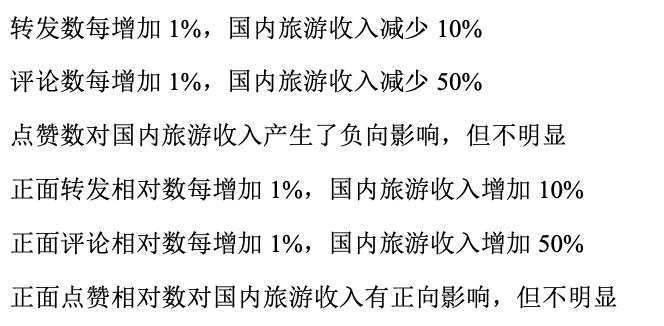 转发数每增加 1%，国内旅游收入减少 10%
评论数每增加 1%，国内旅游收入减少 50%
点赞数对国内旅游收入产生了负向影响，但不明显
正面转发相对数每增加 1%，国内旅游收入增加 10%
正面评论相对数每增加 1%，国内旅游收入增加 50%
正面点赞相对数对国内旅游收入有正向影响，但不明显